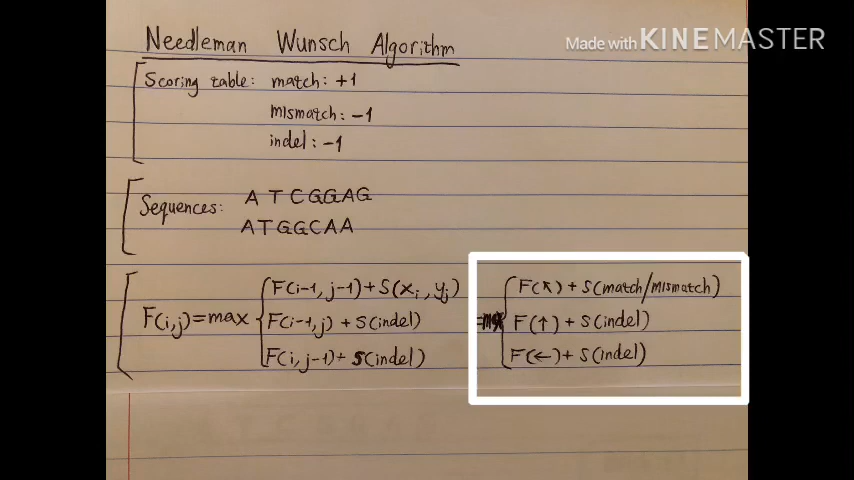 Needleman Wunsch Algorithm
Made with KINEMASTER
Scoring table: match: +1
mismatch: -1
indel: -1
Sequences: ATCGGAG
ATGGCAA
F(i-1, j-1) + S(xi, yj)
F(i,j) = max F(i-1, j) + S(indel)
F(i, j-1) + S(indel)
F(↖) + S(match/mismatch)
= max F(↑) + S(indel)
F(←) + S(indel)